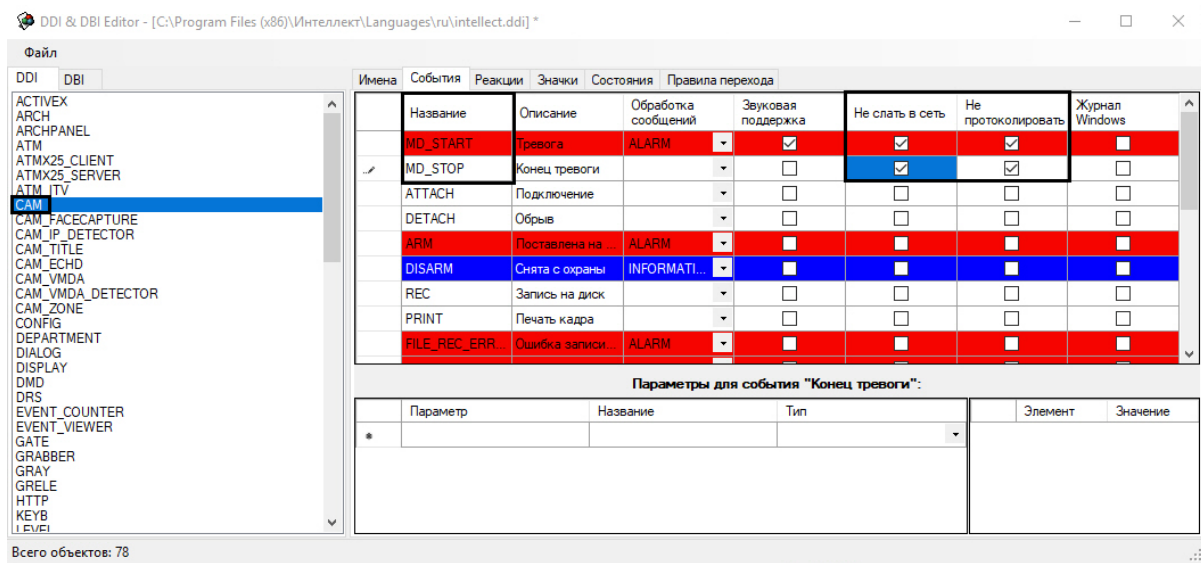 DDI & DBI Editor - [C:\Program Files (x86)\Интеллект\Languages\ru\intellect.ddi] *
Файл
DDI DBI
ACTIVEX
ARCH
ARCHPANEL
ATM
ATMX25_CLIENT
ATMX25_SERVER
ATM_ITV
CAM
CAM_FACECAPTURE
CAM_IP_DETECTOR
CAM_TITLE
CAM_ECHD
CAM_VMDA
CAM_VMDA_DETECTOR
CAM_ZONE
CONFIG
DEPARTMENT
DIALOG
DISPLAY
DMD
DRS
EVENT_COUNTER
EVENT_VIEWER
GATE
GRABBER
GRAY
GRELE
HTTP
KEYB
LEVEL
Имена События Реакции Значки Состояния Правила перехода
Название Описание Обработка сообщений Звуковая поддержка Не слать в сеть Не протоколировать Журнал Windows
MD_START Тревога ALARM
MD_STOP Конец тревоги
ATTACH Подключение
DETACH Обрыв
ARM Поставлена на ... ALARM
DISARM Снята с охраны INFORMATI...
REC Запись на диск
PRINT Печать кадра
FILE_REC_ERR... Ошибка записи... ALARM
Параметры для события "Конец тревоги":
Параметр Название Тип Элемент Значение
Всего объектов: 78